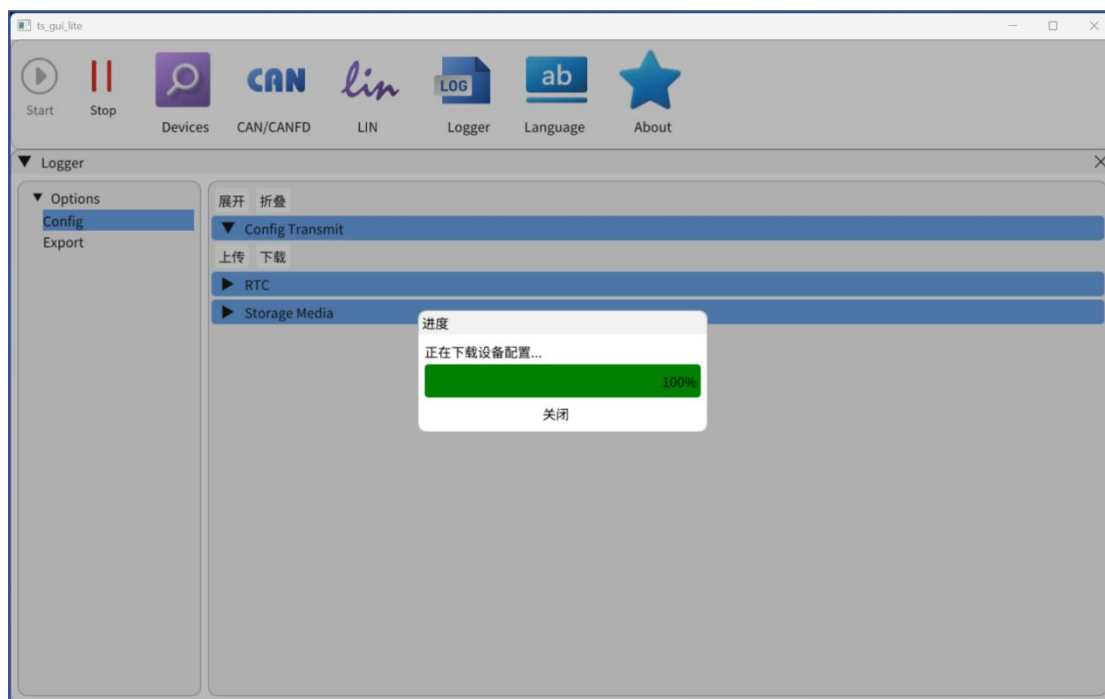 ts_gui_lite
CAN
lin
LOG
ab
Start
Stop
Devices
CAN/CANFD
LIN
Logger
Language
About
Logger
Options
Config
Export
展开 折叠
Config Transmit
上传 下载
RTC
Storage Media
进度
正在下载设备配置...
100%
关闭